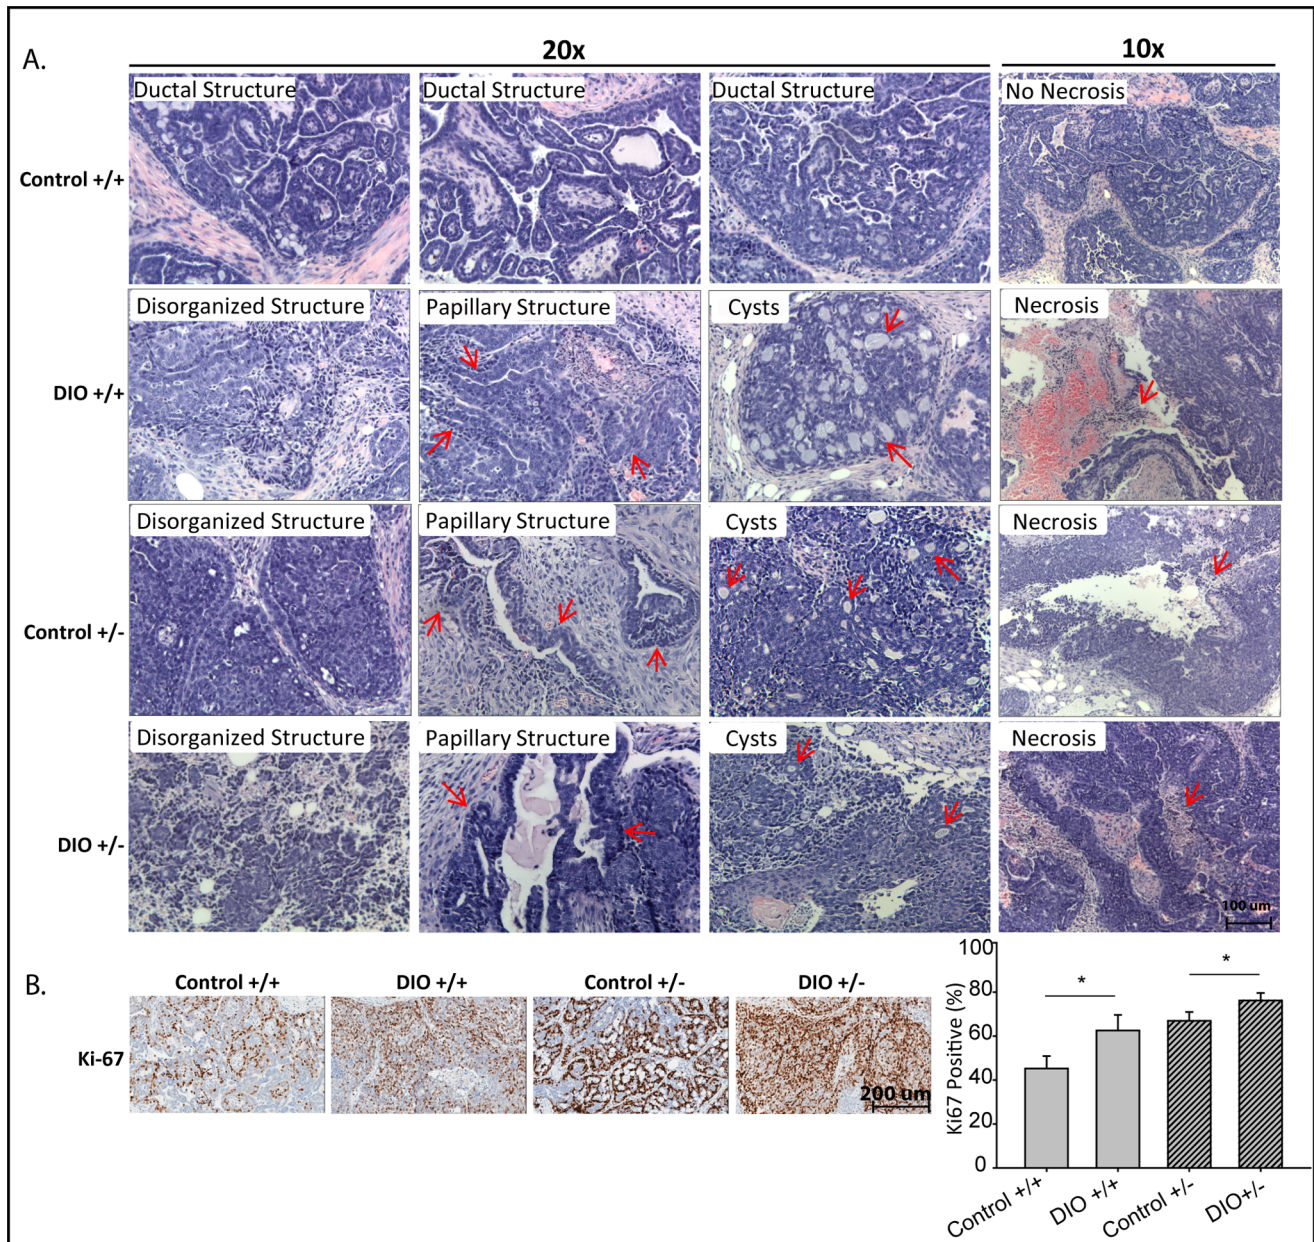 A.
20x
10x
Control +/+
Ductal Structure
Ductal Structure
Ductal Structure
No Necrosis
DIO +/+
Disorganized Structure
Papillary Structure
Cysts
Necrosis
Control +/-
Disorganized Structure
Papillary Structure
Cysts
Necrosis
DIO +/-
Disorganized Structure
Papillary Structure
Cysts
Necrosis
100 um
B.
Control +/+
DIO +/+
Control +/-
DIO +/-
Ki-67
200 um
Ki67 Positive (%)
100
80
60
40
20
0
*
*
Control +/+
DIO +/+
Control +/-
DIO+/-